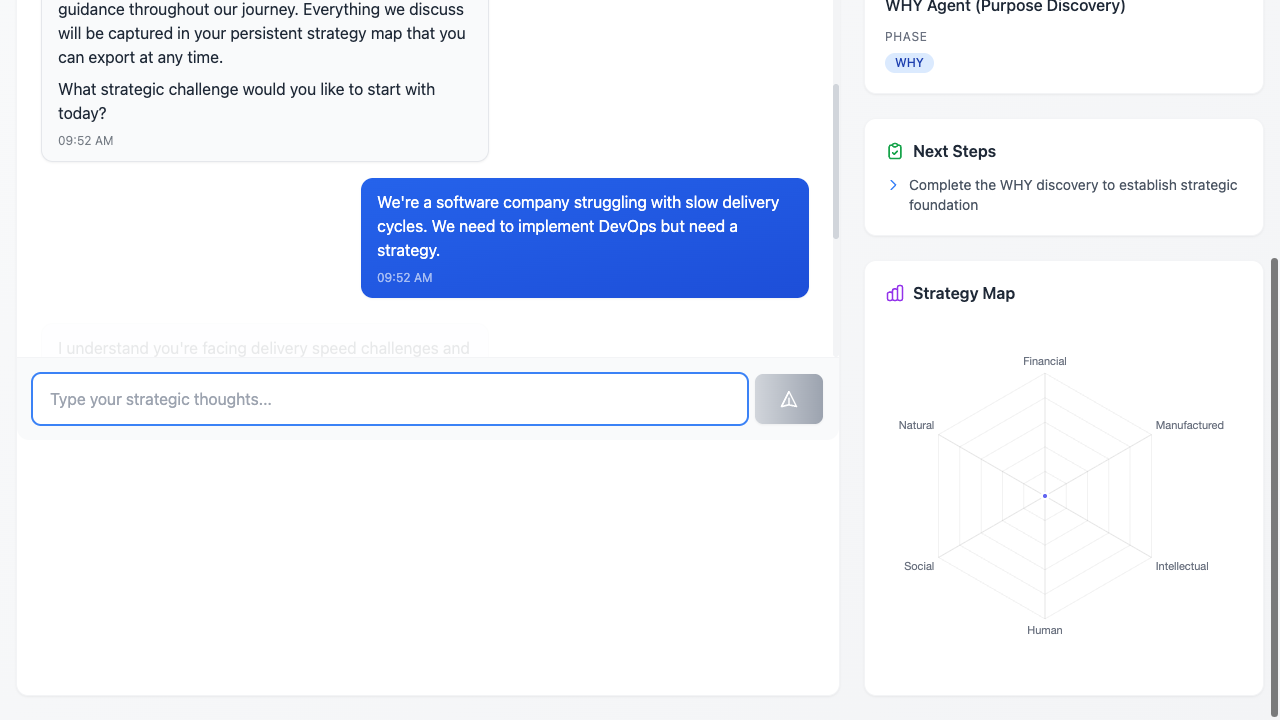 guidance throughout our journey. Everything we discuss
will be captured in your persistent strategy map that you
can export at any time.
What strategic challenge would you like to start with
today?
09:52 AM
We're a software company struggling with slow delivery
cycles. We need to implement DevOps but need a
strategy.
09:52 AM
I understand you're facing delivery speed challenges and
Type your strategic thoughts...
WHY Agent (Purpose Discovery)
PHASE
WHY
Next Steps
Complete the WHY discovery to establish strategic
foundation
Strategy Map
Financial
Natural
Manufactured
Social
Intellectual
Human